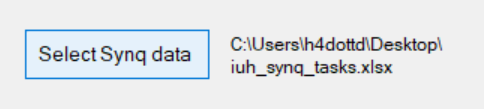 Select Synq data
C:\Users\h4dottd\Desktop\
iuh_synq_tasks.xlsx